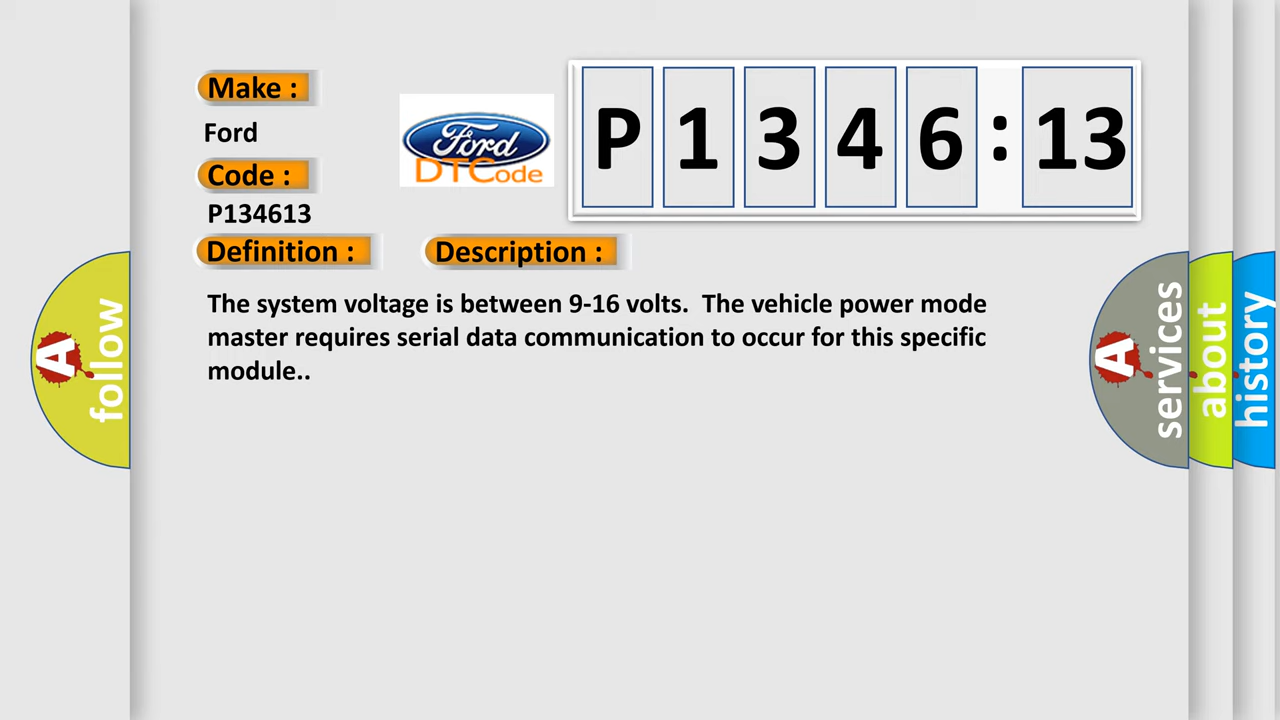 Make :
Ford
Code :
P134613
Definition :
Description :
The system voltage is between 9-16 volts  The vehicle power mode
master requires serial data communication to occur for this specific
module..
Ford
DTCode
P 1 3 4 6 : 13
A follow
A services
about
history